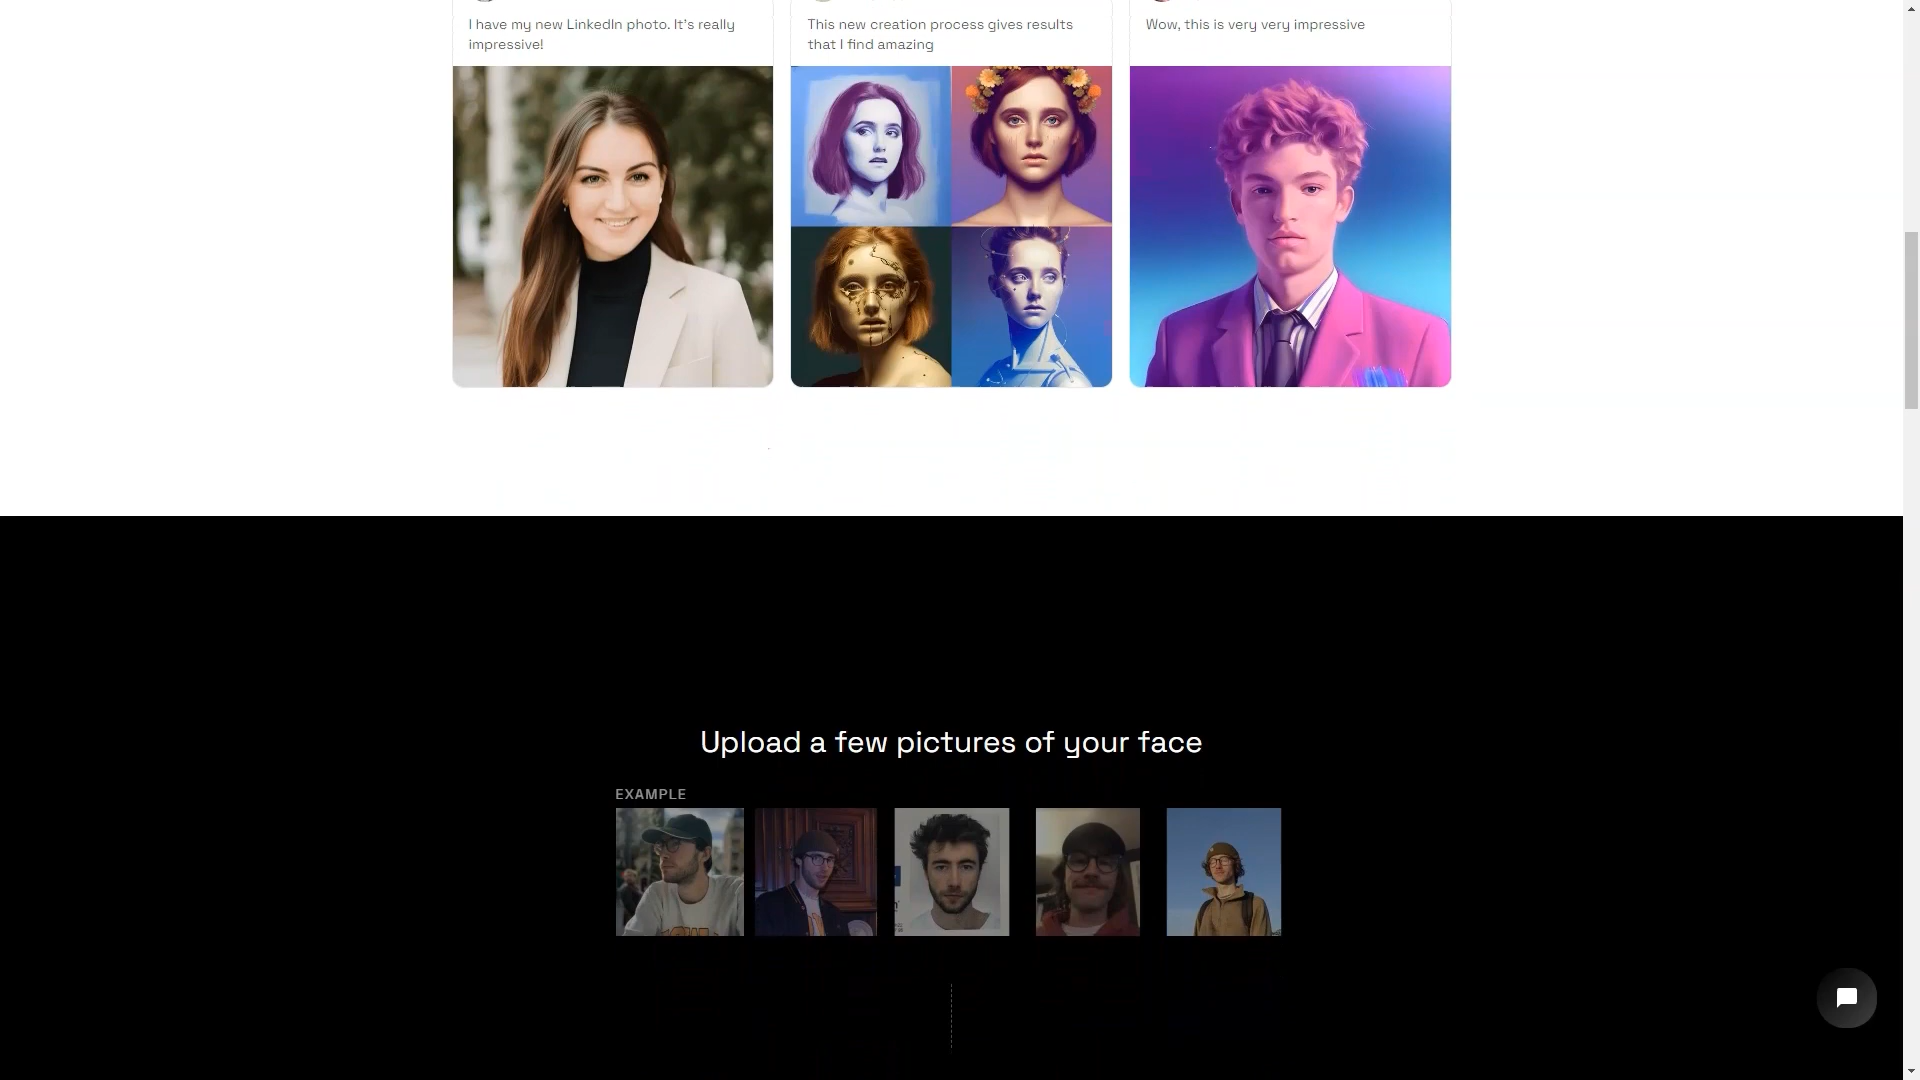 I have my new LinkedIn photo. It's really
impressive!
This new creation process gives results
that I find amazing
Wow, this is very very impressive
Upload a few pictures of your face
EXAMPLE